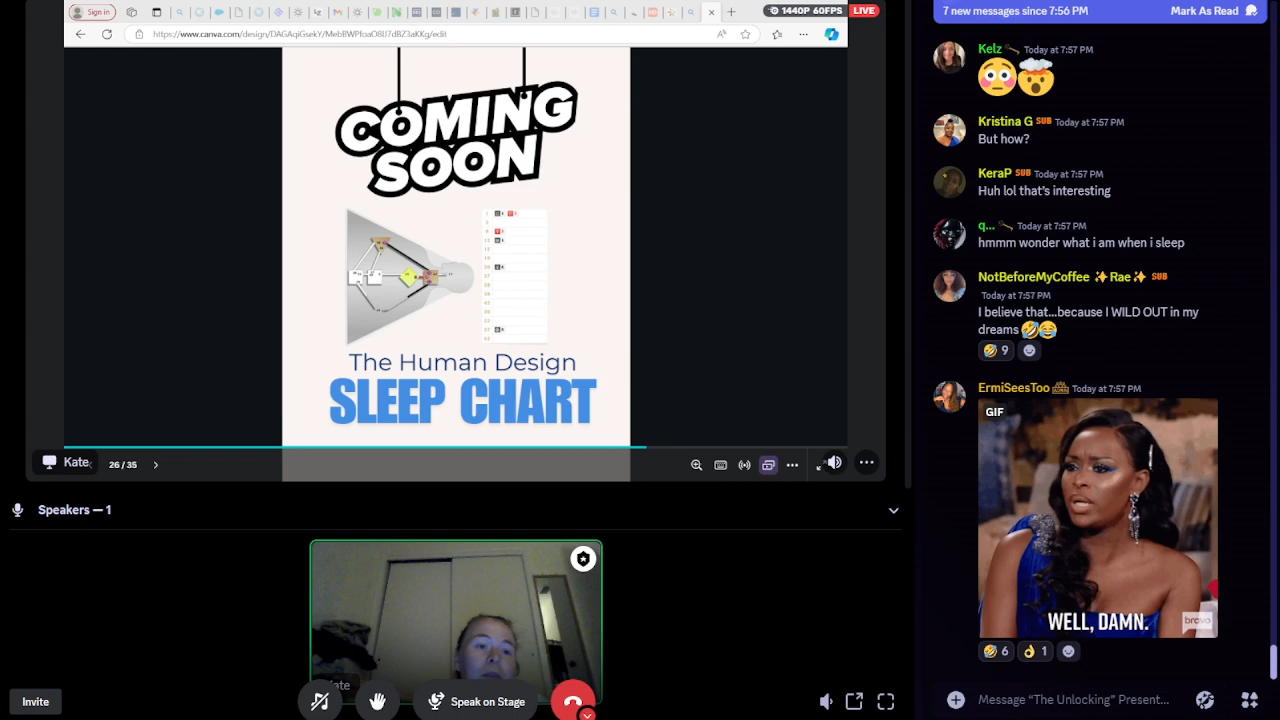 Sign in
1440P 60FPS
LIVE
https://www.canva.com/design/DAGAqiGsekY/MebBWPfoaO8lJ7dBZ3aKKg/edit
COMING
SOON
The Human Design
SLEEP CHART
Kate
26 / 35
Speakers — 1
Invite
Speak on Stage
7 new messages since 7:56 PM
Mark As Read
Kelz Today at 7:57 PM
😳🤯
Kristina G SUB Today at 7:57 PM
But how?
KeraP SUB Today at 7:57 PM
Huh lol that's interesting
q... Today at 7:57 PM
hmmm wonder what i am when i sleep
NotBeforeMyCoffee ✨Rae✨ SUB
Today at 7:57 PM
I believe that...because I WILD OUT in my
dreams 🤣😂
🤣 9
ErmiSeesToo Today at 7:57 PM
GIF
WELL, DAMN.
bravo
🤣 6 👌 1
Message "The Unlocking" Present...